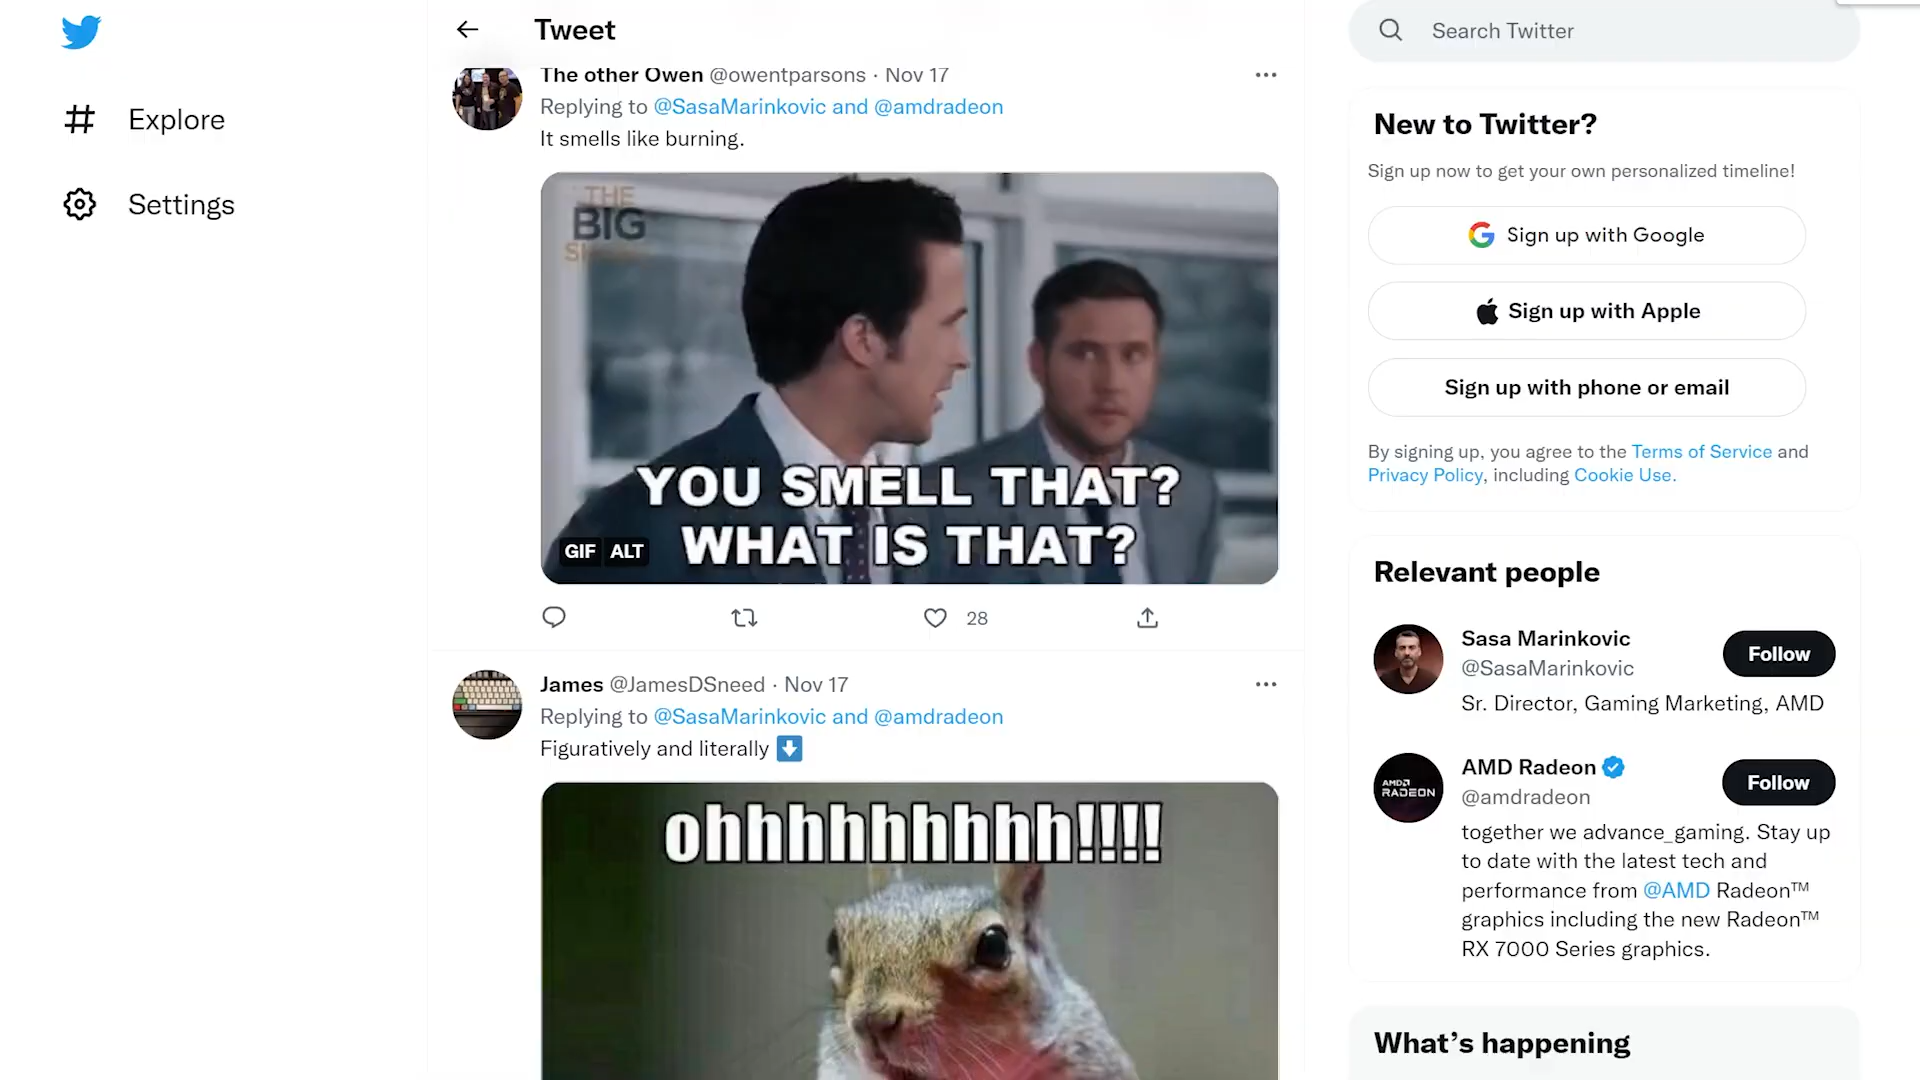 Tweet
Search Twitter
Explore
Settings
The other Owen @owentparsons · Nov 17
Replying to @SasaMarinkovic and @amdradeon
It smells like burning.
THE
BIG
YOU SMELL THAT?
WHAT IS THAT?
GIF ALT
28
James @JamesDSneed · Nov 17
Replying to @SasaMarinkovic and @amdradeon
Figuratively and literally
ohhhhhhhhh!!!!
New to Twitter?
Sign up now to get your own personalized timeline!
Sign up with Google
Sign up with Apple
Sign up with phone or email
By signing up, you agree to the Terms of Service and
Privacy Policy, including Cookie Use.
Relevant people
Sasa Marinkovic
@SasaMarinkovic
Follow
Sr. Director, Gaming Marketing, AMD
AMD
RADEON
AMD Radeon
@amdradeon
Follow
together we advance_gaming. Stay up
to date with the latest tech and
performance from @AMD Radeon™
graphics including the new Radeon™
RX 7000 Series graphics.
What's happening